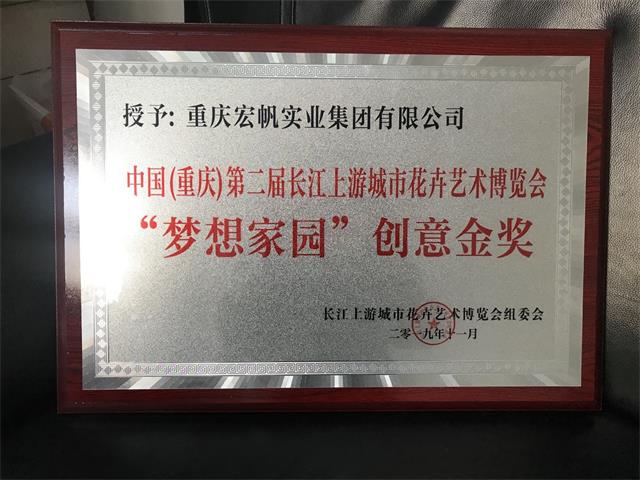 授予：重庆宏帆实业集团有限公司
中国(重庆)第二届长江上游城市花卉艺术博览会
“梦想家园”创意金奖
长江上游城市花卉艺术博览会组委会
二零一九年十一月